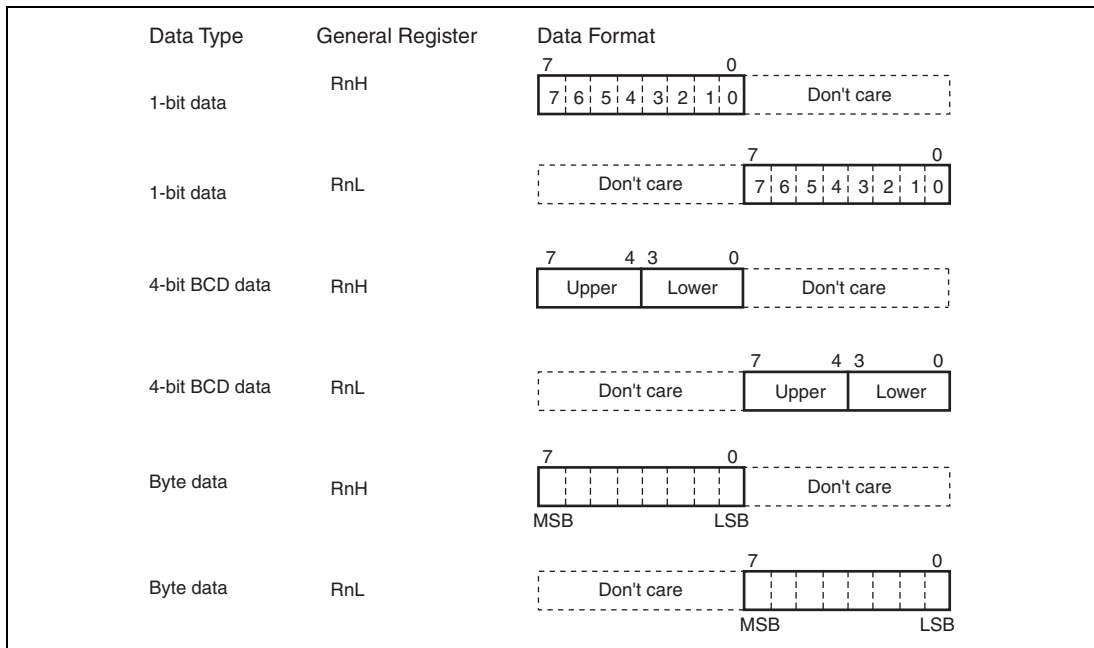 Data Type General Register Data Format
7 0
1-bit data RnH 7 6 5 4 3 2 1 0 Don't care
7 0
1-bit data RnL Don't care 7 6 5 4 3 2 1 0
7 4 3 0
4-bit BCD data RnH Upper Lower Don't care
7 4 3 0
4-bit BCD data RnL Don't care Upper Lower
7 0
Byte data RnH Don't care
MSB LSB
7 0
Byte data RnL Don't care
MSB LSB